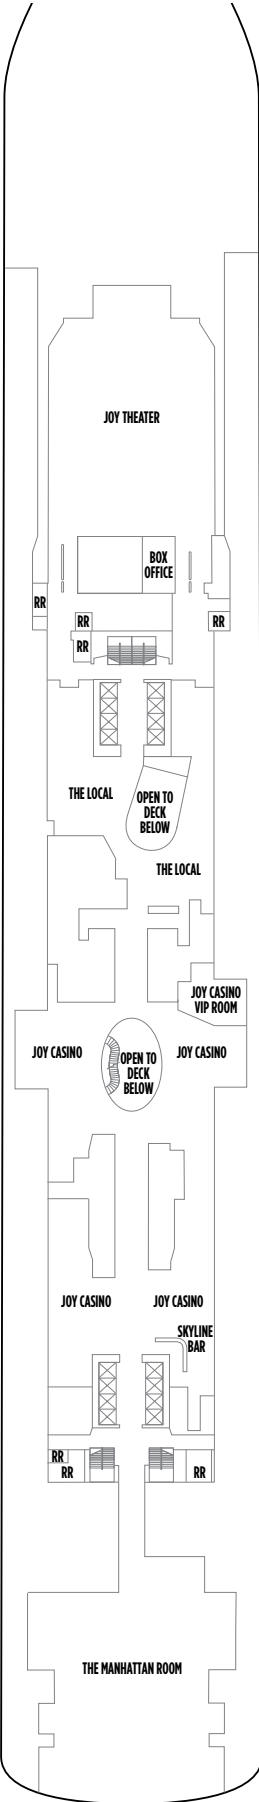 JOY THEATER
BOX
OFFICE
RR
RR
RR
RR
THE LOCAL
OPEN TO
DECK
BELOW
THE LOCAL
JOY CASINO
VIP ROOM
JOY CASINO
OPEN TO
DECK
BELOW
JOY CASINO
JOY CASINO
JOY CASINO
SKYLINE
BAR
RR
RR
RR
THE MANHATTAN ROOM